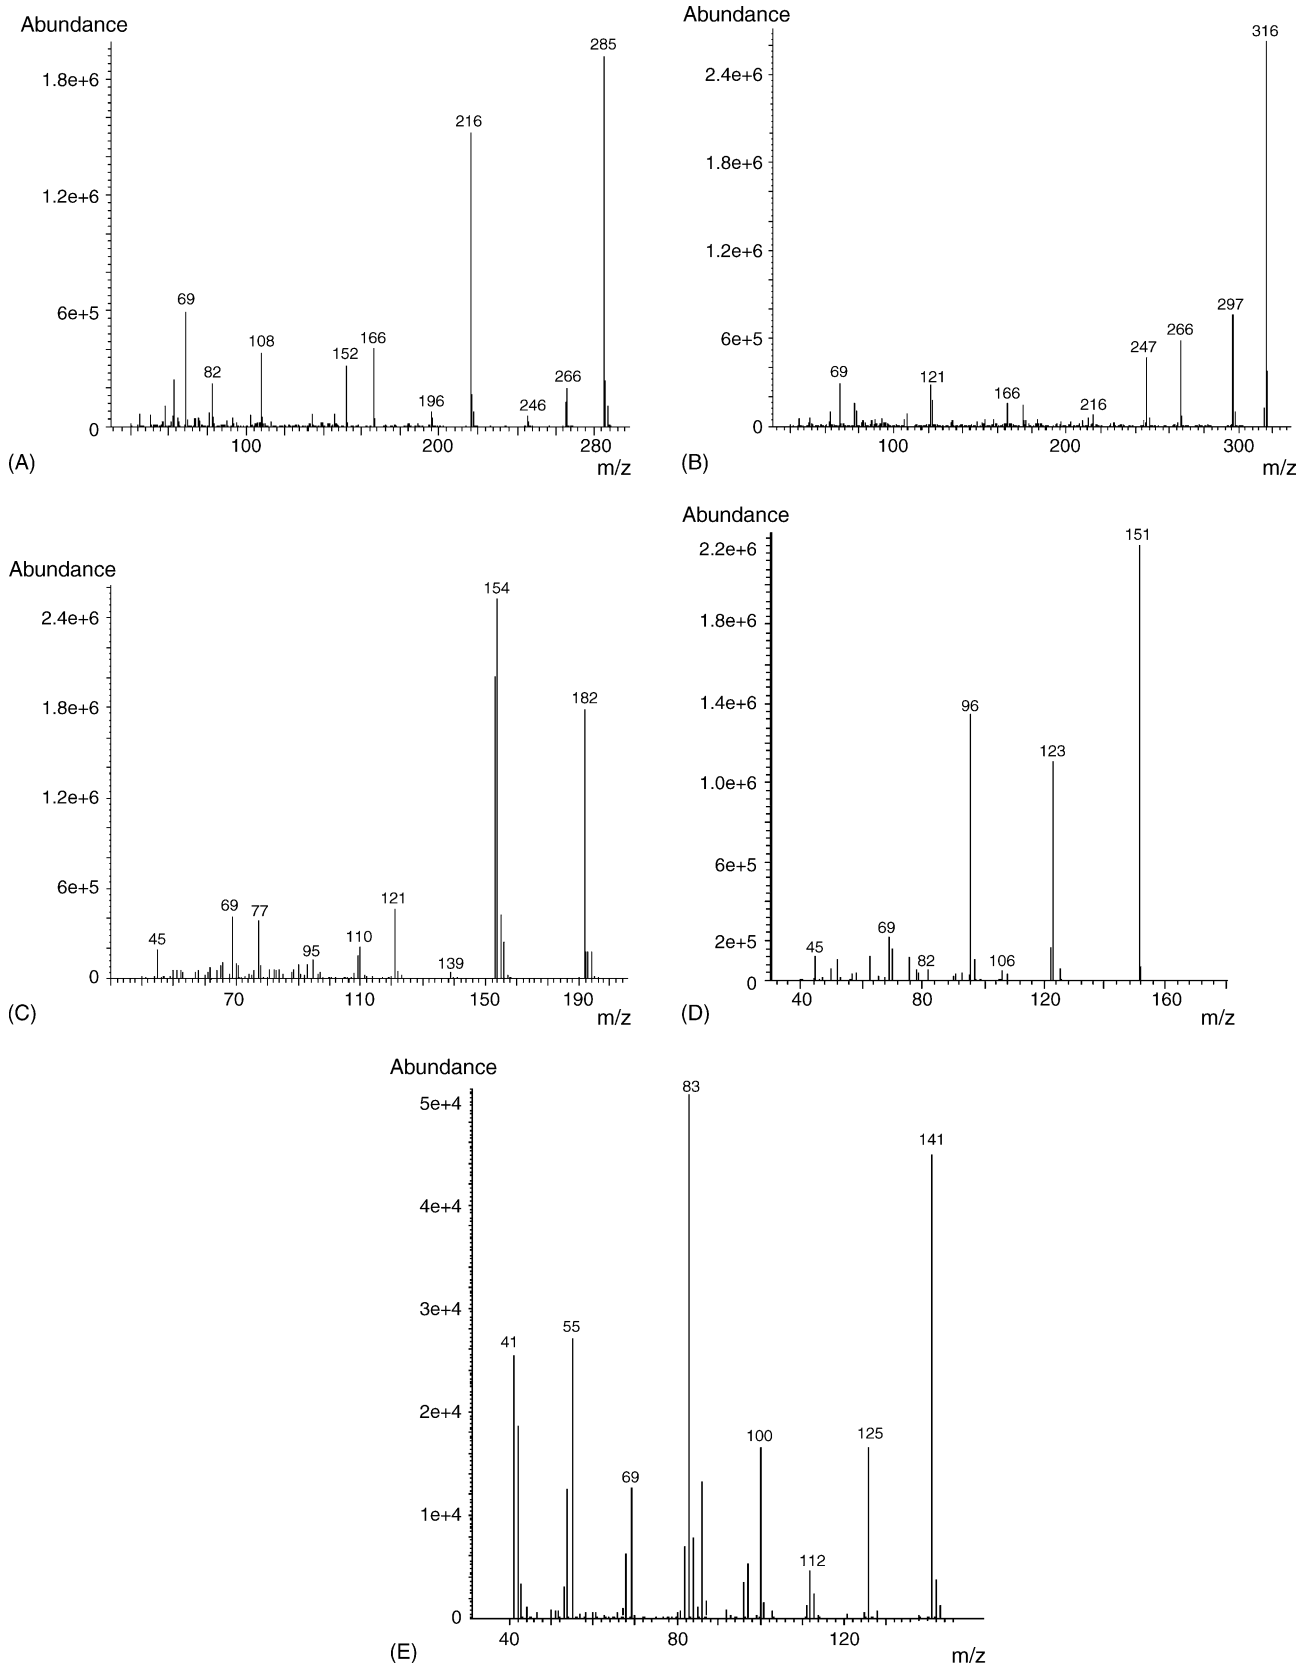 Abundance
285
1.8e+6
216
1.2e+6
69
6e+5
108
166
152
82
266
196
246
0
100
200
280
(A)
m/z
Abundance
316
2.4e+6
1.8e+6
1.2e+6
297
6e+5
247
266
69
121
166
216
0
100
200
300
(B)
m/z
Abundance
154
2.4e+6
182
1.8e+6
1.2e+6
6e+5
69
77
121
45
110
95
139
0
70
110
150
190
(C)
m/z
Abundance
151
2.2e+6
1.8e+6
1.4e+6
96
123
1.0e+6
6e+5
69
2e+5
45
82
106
0
40
80
120
160
(D)
m/z
Abundance
83
5e+4
141
4e+4
3e+4
55
41
2e+4
100
125
69
1e+4
112
0
40
80
120
(E)
m/z